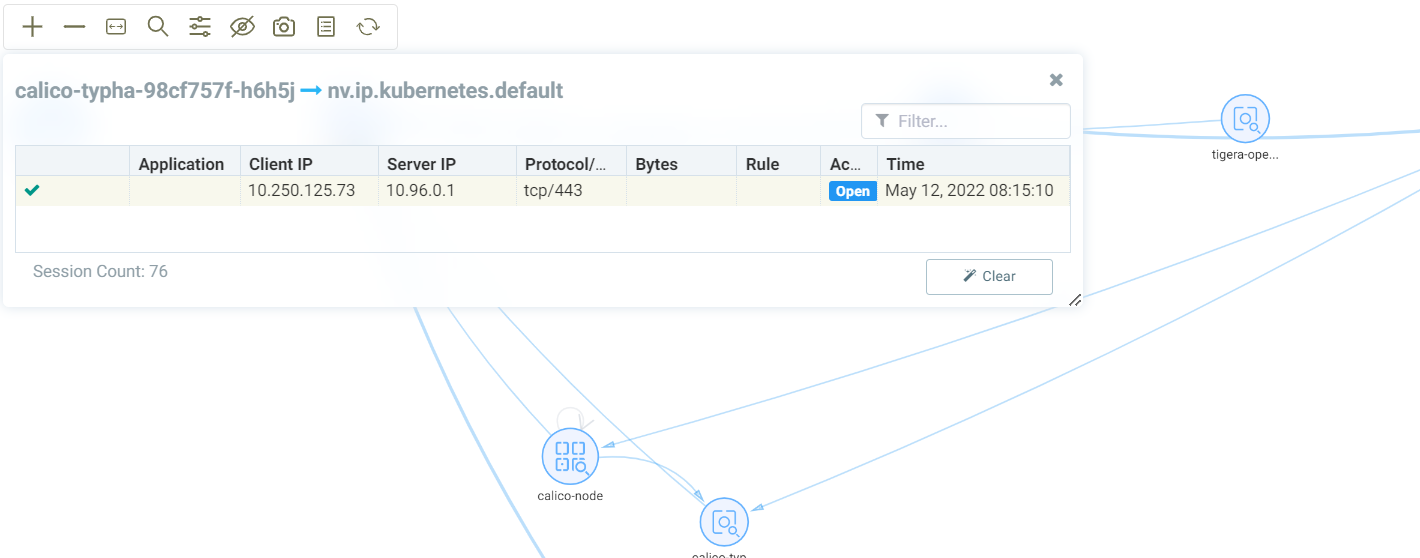 calico-typha-98cf757f-h6h5j → nv.ip.kubernetes.default
Filter...
Application Client IP Server IP Protocol/... Bytes Rule Ac... Time
10.250.125.73 10.96.0.1 tcp/443 Open May 12, 2022 08:15:10
Session Count: 76
Clear
tigera-ope...
calico-node
calico-typ...